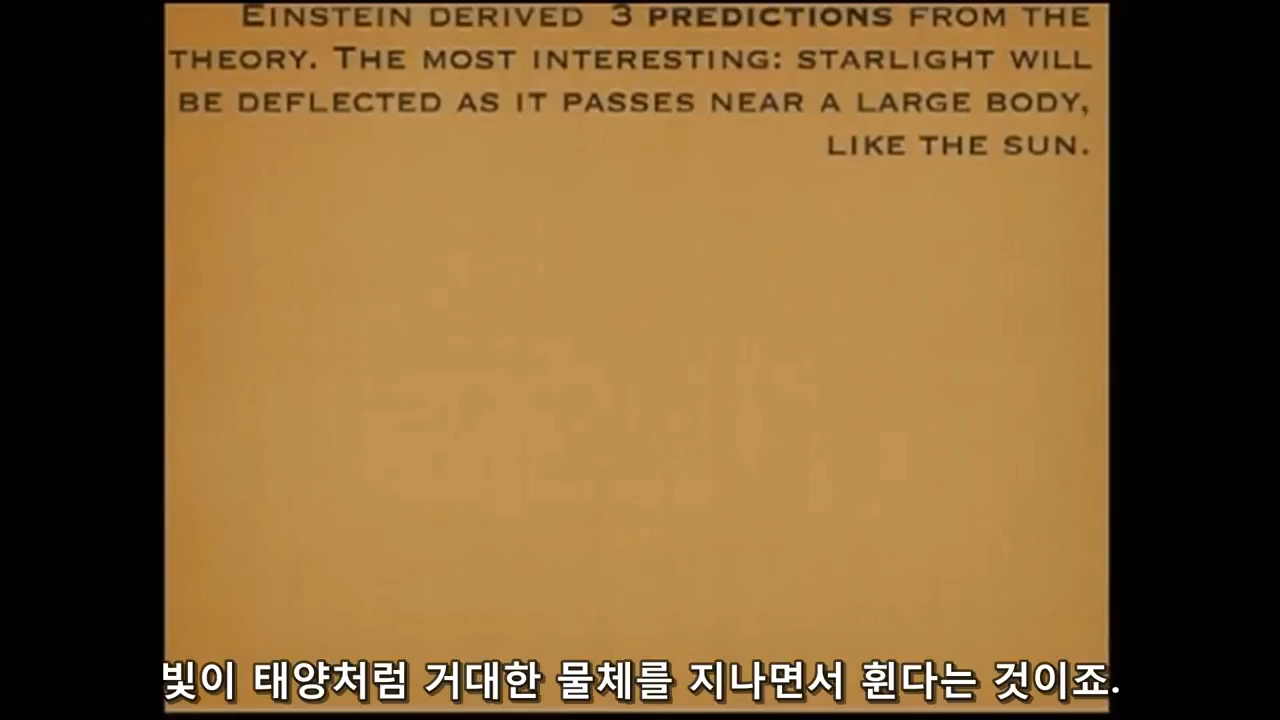 EINSTEIN DERIVED 3 PREDICTIONS FROM THE
THEORY. THE MOST INTERESTING: STARLIGHT WILL
BE DEFLECTED AS IT PASSES NEAR A LARGE BODY,
LIKE THE SUN.
빛이 태양처럼 거대한 물체를 지나면서 휜다는 것이죠.